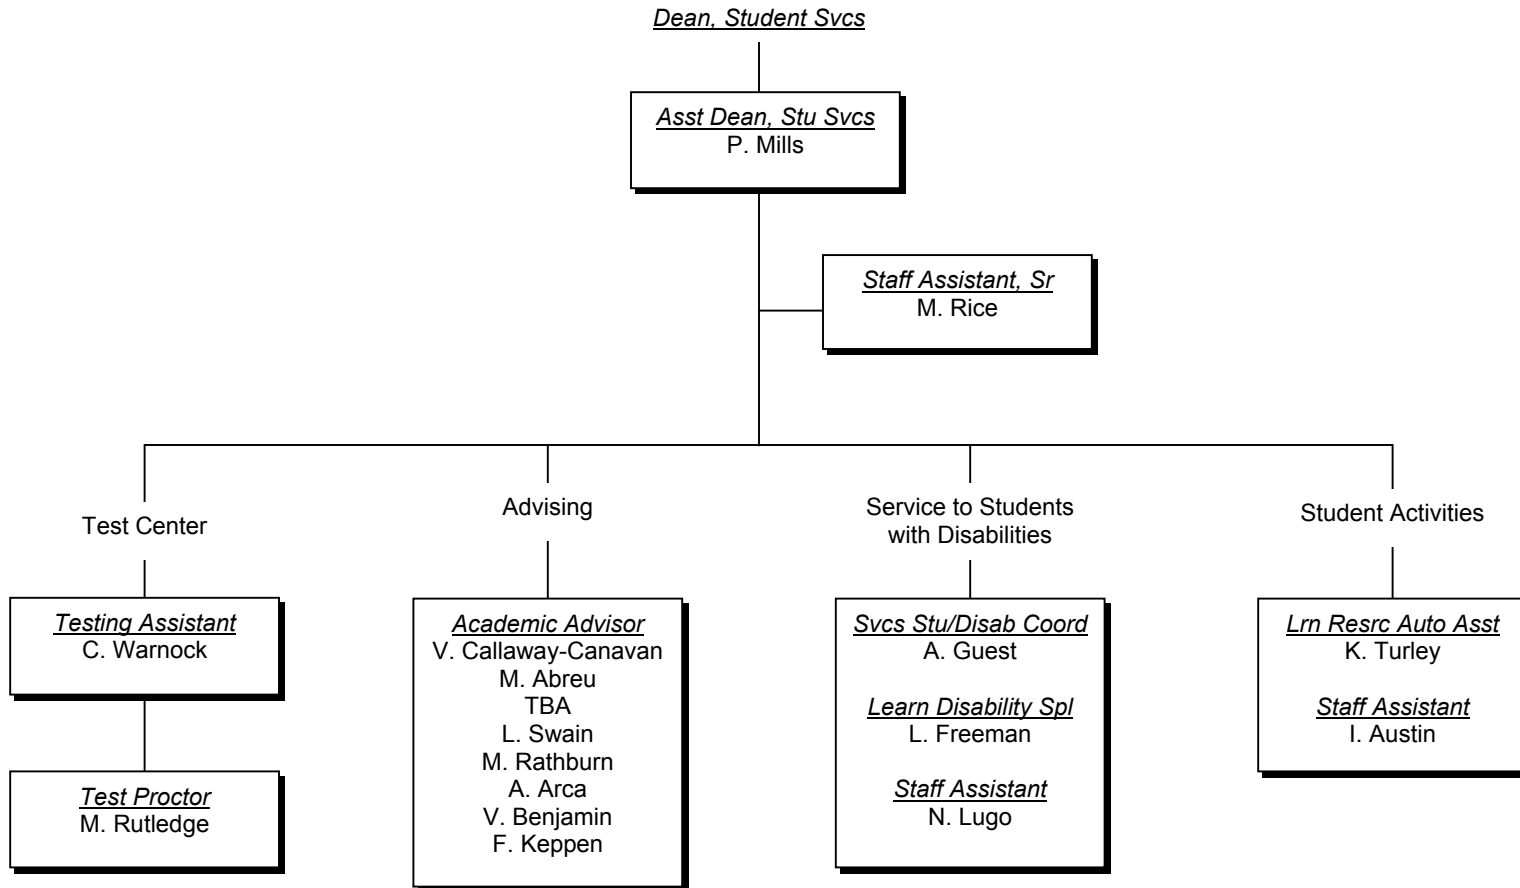 Dean, Student Svcs
Asst Dean, Stu Svcs
P. Mills
Staff Assistant, Sr
M. Rice
Test Center
Testing Assistant
C. Warnock
Test Proctor
M. Rutledge
Advising
Academic Advisor
V. Callaway-Canavan
M. Abreu
TBA
L. Swain
M. Rathburn
A. Arca
V. Benjamin
F. Keppen
Service to Students
with Disabilities
Svcs Stu/Disab Coord
A. Guest
Learn Disability Spl
L. Freeman
Staff Assistant
N. Lugo
Student Activities
Lrn Resrc Auto Asst
K. Turley
Staff Assistant
I. Austin